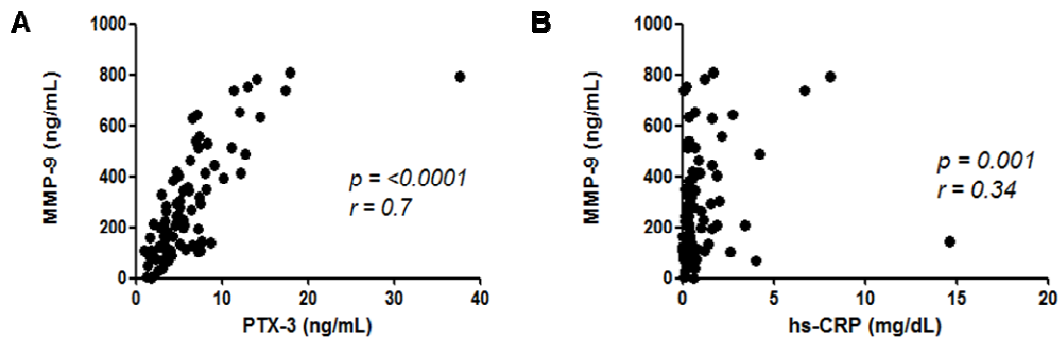 A
MMP-9 (ng/mL)
1000
800
600
400
200
0
p = <0.0001
r = 0.7
0 10 20 30 40
PTX-3 (ng/mL)
B
MMP-9 (ng/mL)
1000
800
600
400
200
0
p = 0.001
r = 0.34
0 5 10 15 20
hs-CRP (mg/dL)